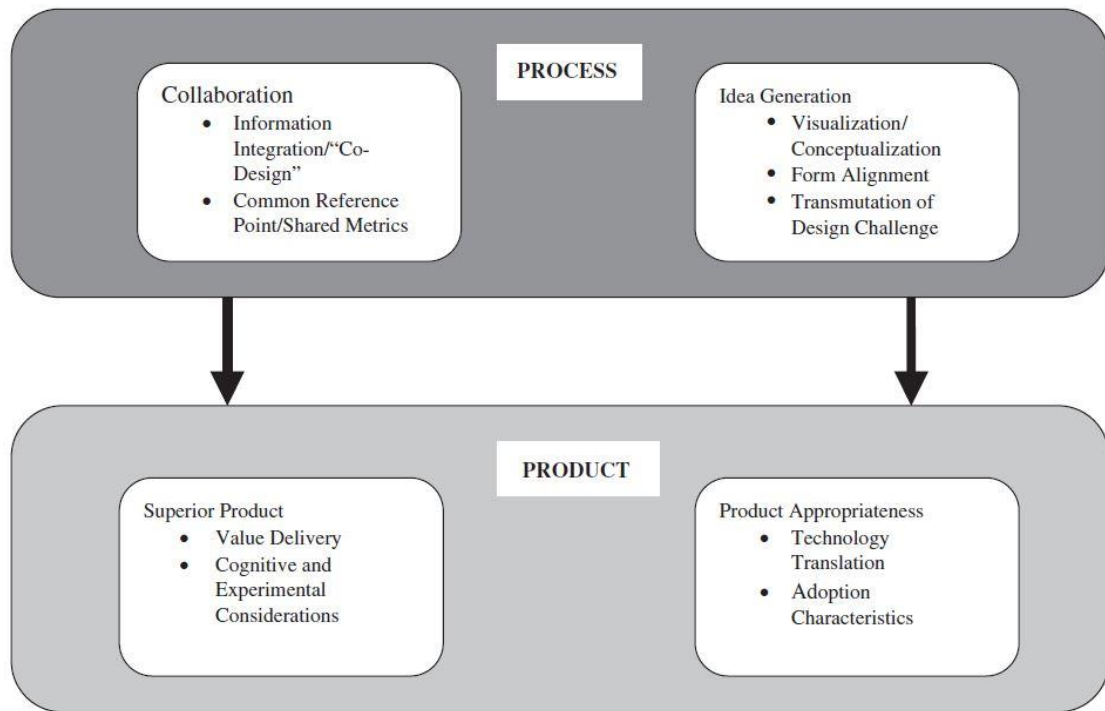 PROCESS
Collaboration
• Information
Integration/“Co-
Design”
• Common Reference
Point/Shared Metrics
Idea Generation
• Visualization/
Conceptualization
• Form Alignment
• Transmutation of
Design Challenge
PRODUCT
Superior Product
• Value Delivery
• Cognitive and
Experimental
Considerations
Product Appropriateness
• Technology
Translation
• Adoption
Characteristics